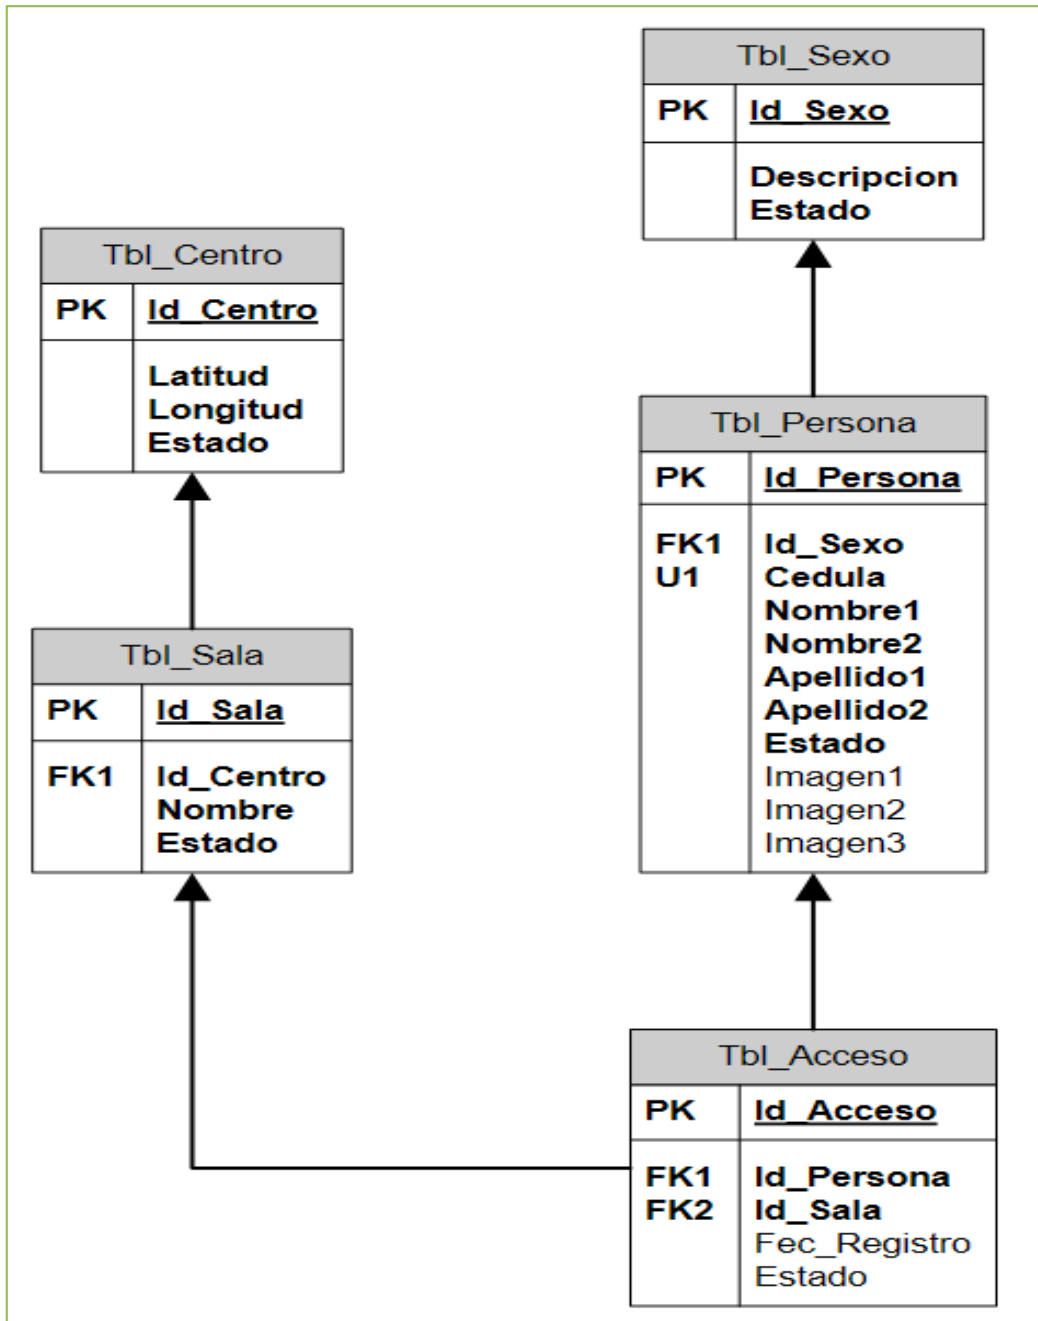 Tbl_Sexo
PK Id_Sexo
Descripcion
Estado
Tbl_Centro
PK Id_Centro
Latitud
Longitud
Estado
Tbl_Persona
PK Id_Persona
FK1 Id_Sexo
U1 Cedula
Nombre1
Nombre2
Apellido1
Apellido2
Estado
Imagen1
Imagen2
Imagen3
Tbl_Sala
PK Id_Sala
FK1 Id_Centro
Nombre
Estado
Tbl_Acceso
PK Id_Acceso
FK1 Id_Persona
FK2 Id_Sala
Fec_Registro
Estado